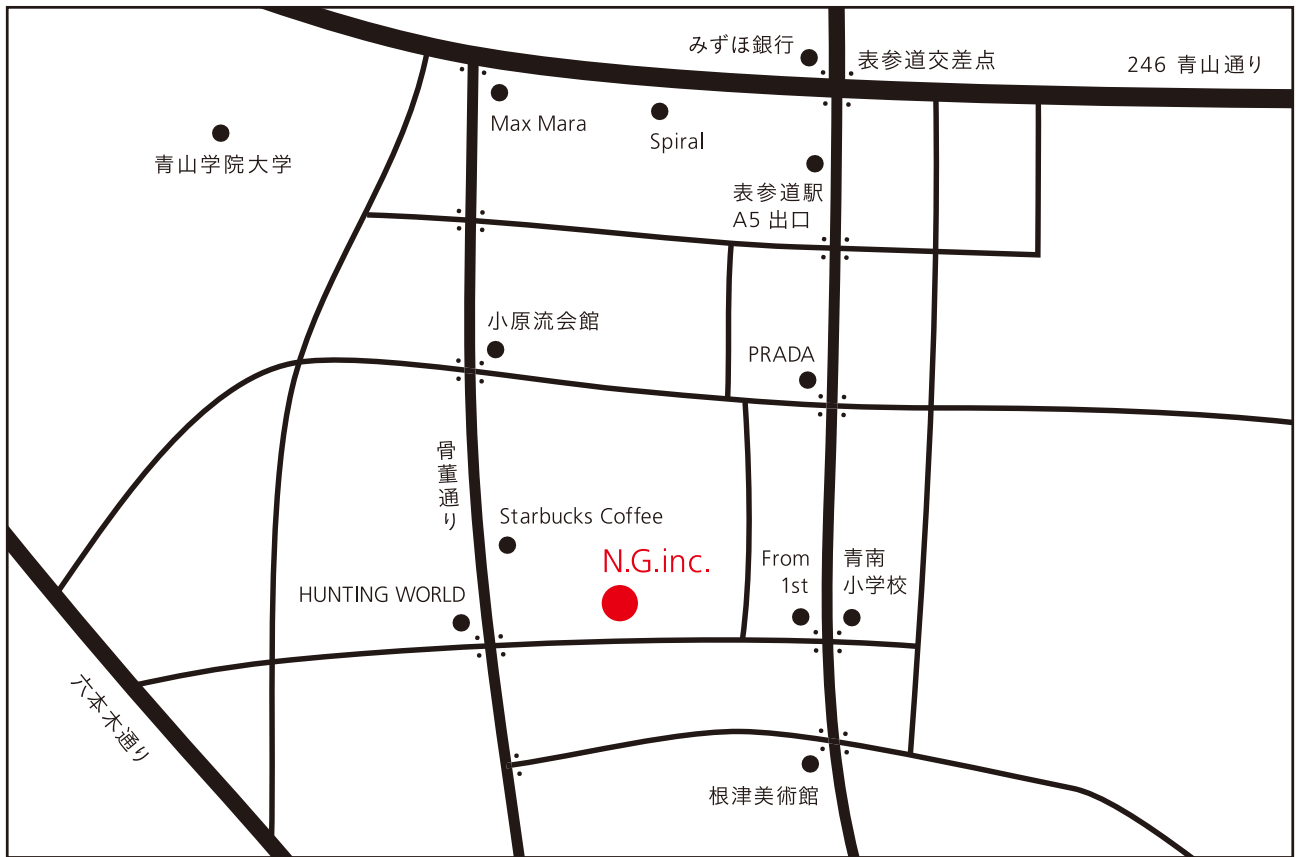 みずほ銀行
表参道交差点
246 青山通り
Max Mara
Spiral
青山学院大学
表参道駅
A5 出口
小原流会館
PRADA
骨董通り
Starbucks Coffee
N.G.inc.
From
1st
青南
小学校
HUNTING WORLD
六本木通り
根津美術館